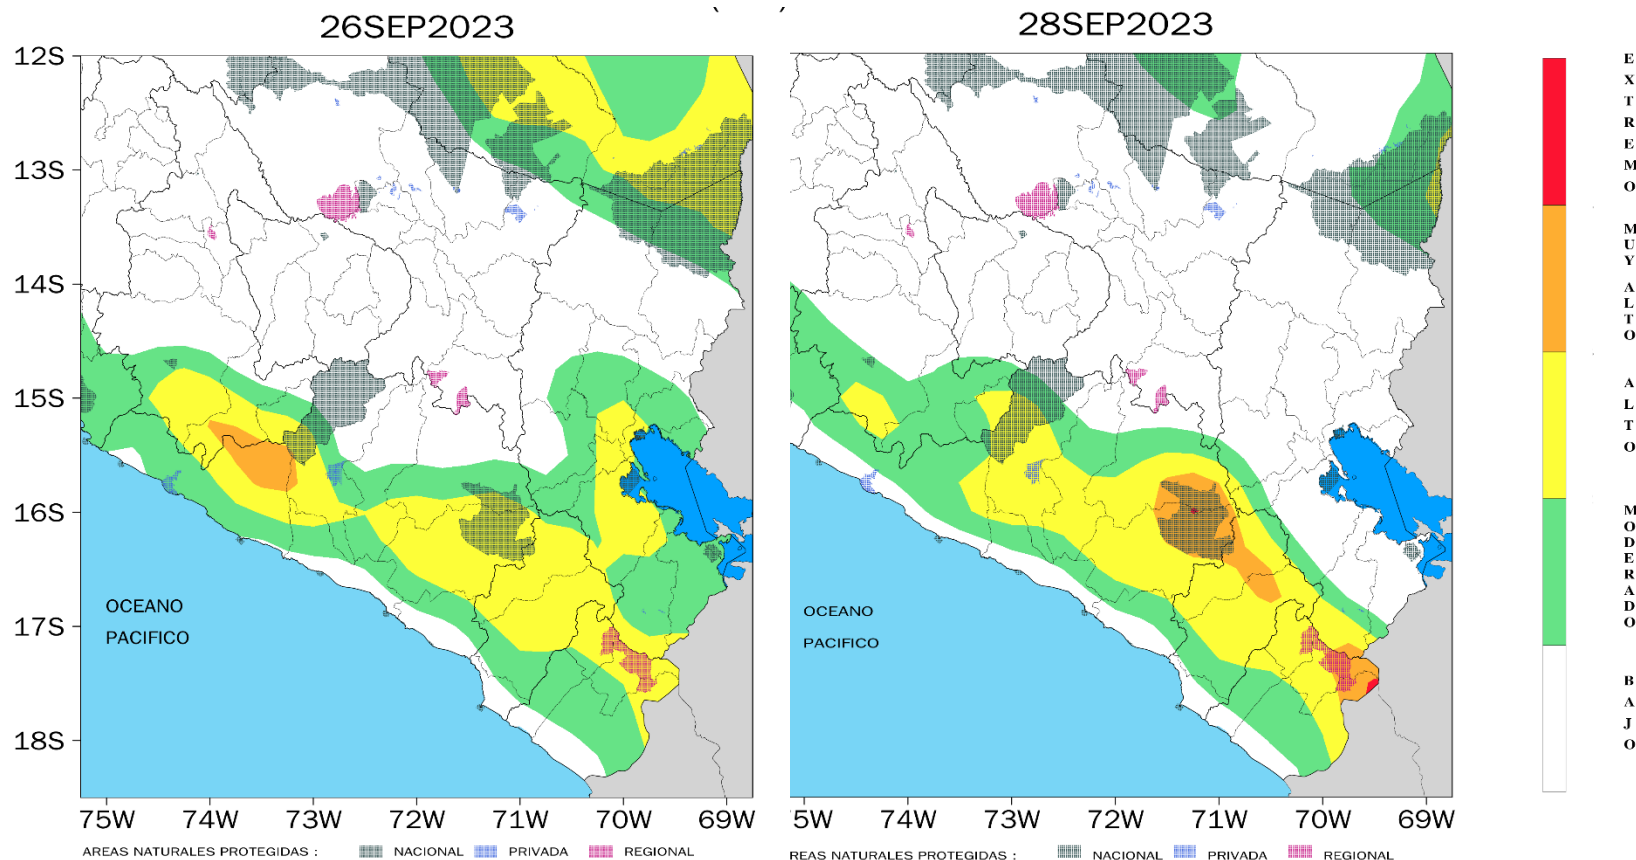 26SEP2023
28SEP2023
12S
13S
14S
15S
16S
17S
18S
OCEANO
PACIFICO
OCEANO
PACIFICO
75W 74W 73W 72W 71W 70W 69W
5W 74W 73W 72W 71W 70W 69W
AREAS NATURALES PROTEGIDAS : NACIONAL PRIVADA REGIONAL
REAS NATURALES PROTEGIDAS : NACIONAL PRIVADA REGIONAL
EXTREMO
MUY ALTO
ALTO
MODERADO
BAJO